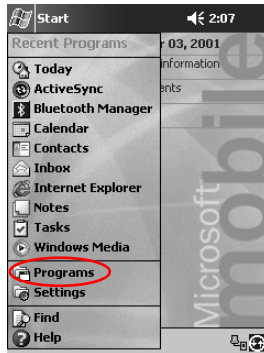 Start 2:07
Recent Programs r 03, 2001
Today information
ActiveSync ents
Bluetooth Manager
Calendar
Contacts
Inbox
Internet Explorer
Notes
Tasks
Windows Media
Programs
Settings
Find
Help
Microsoft
mobile